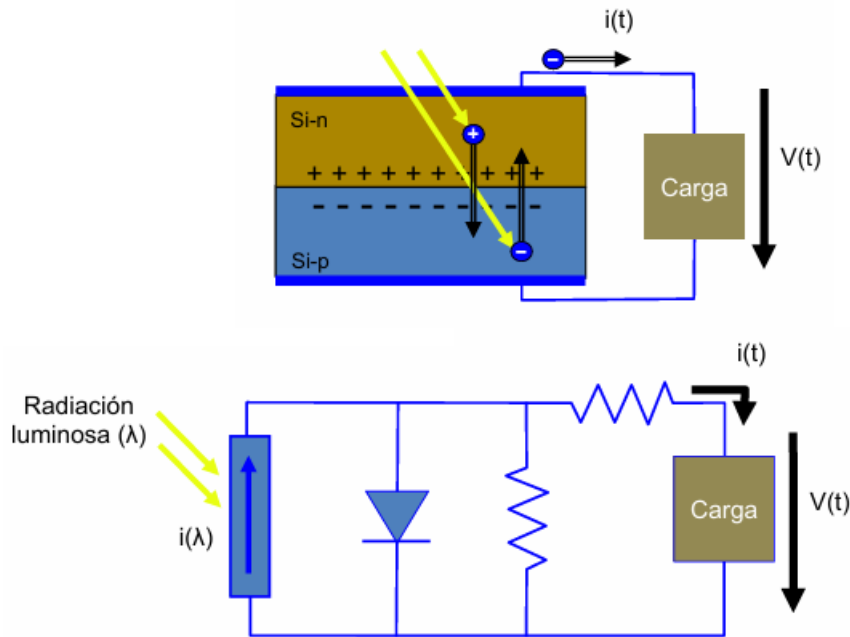 i(t)
Si-n
+
+ + + + + + + + + +
V(t)
Carga
- - - - - - - - - -
-
Si-p
i(t)
Radiación
luminosa (λ)
i(λ)
Carga
V(t)